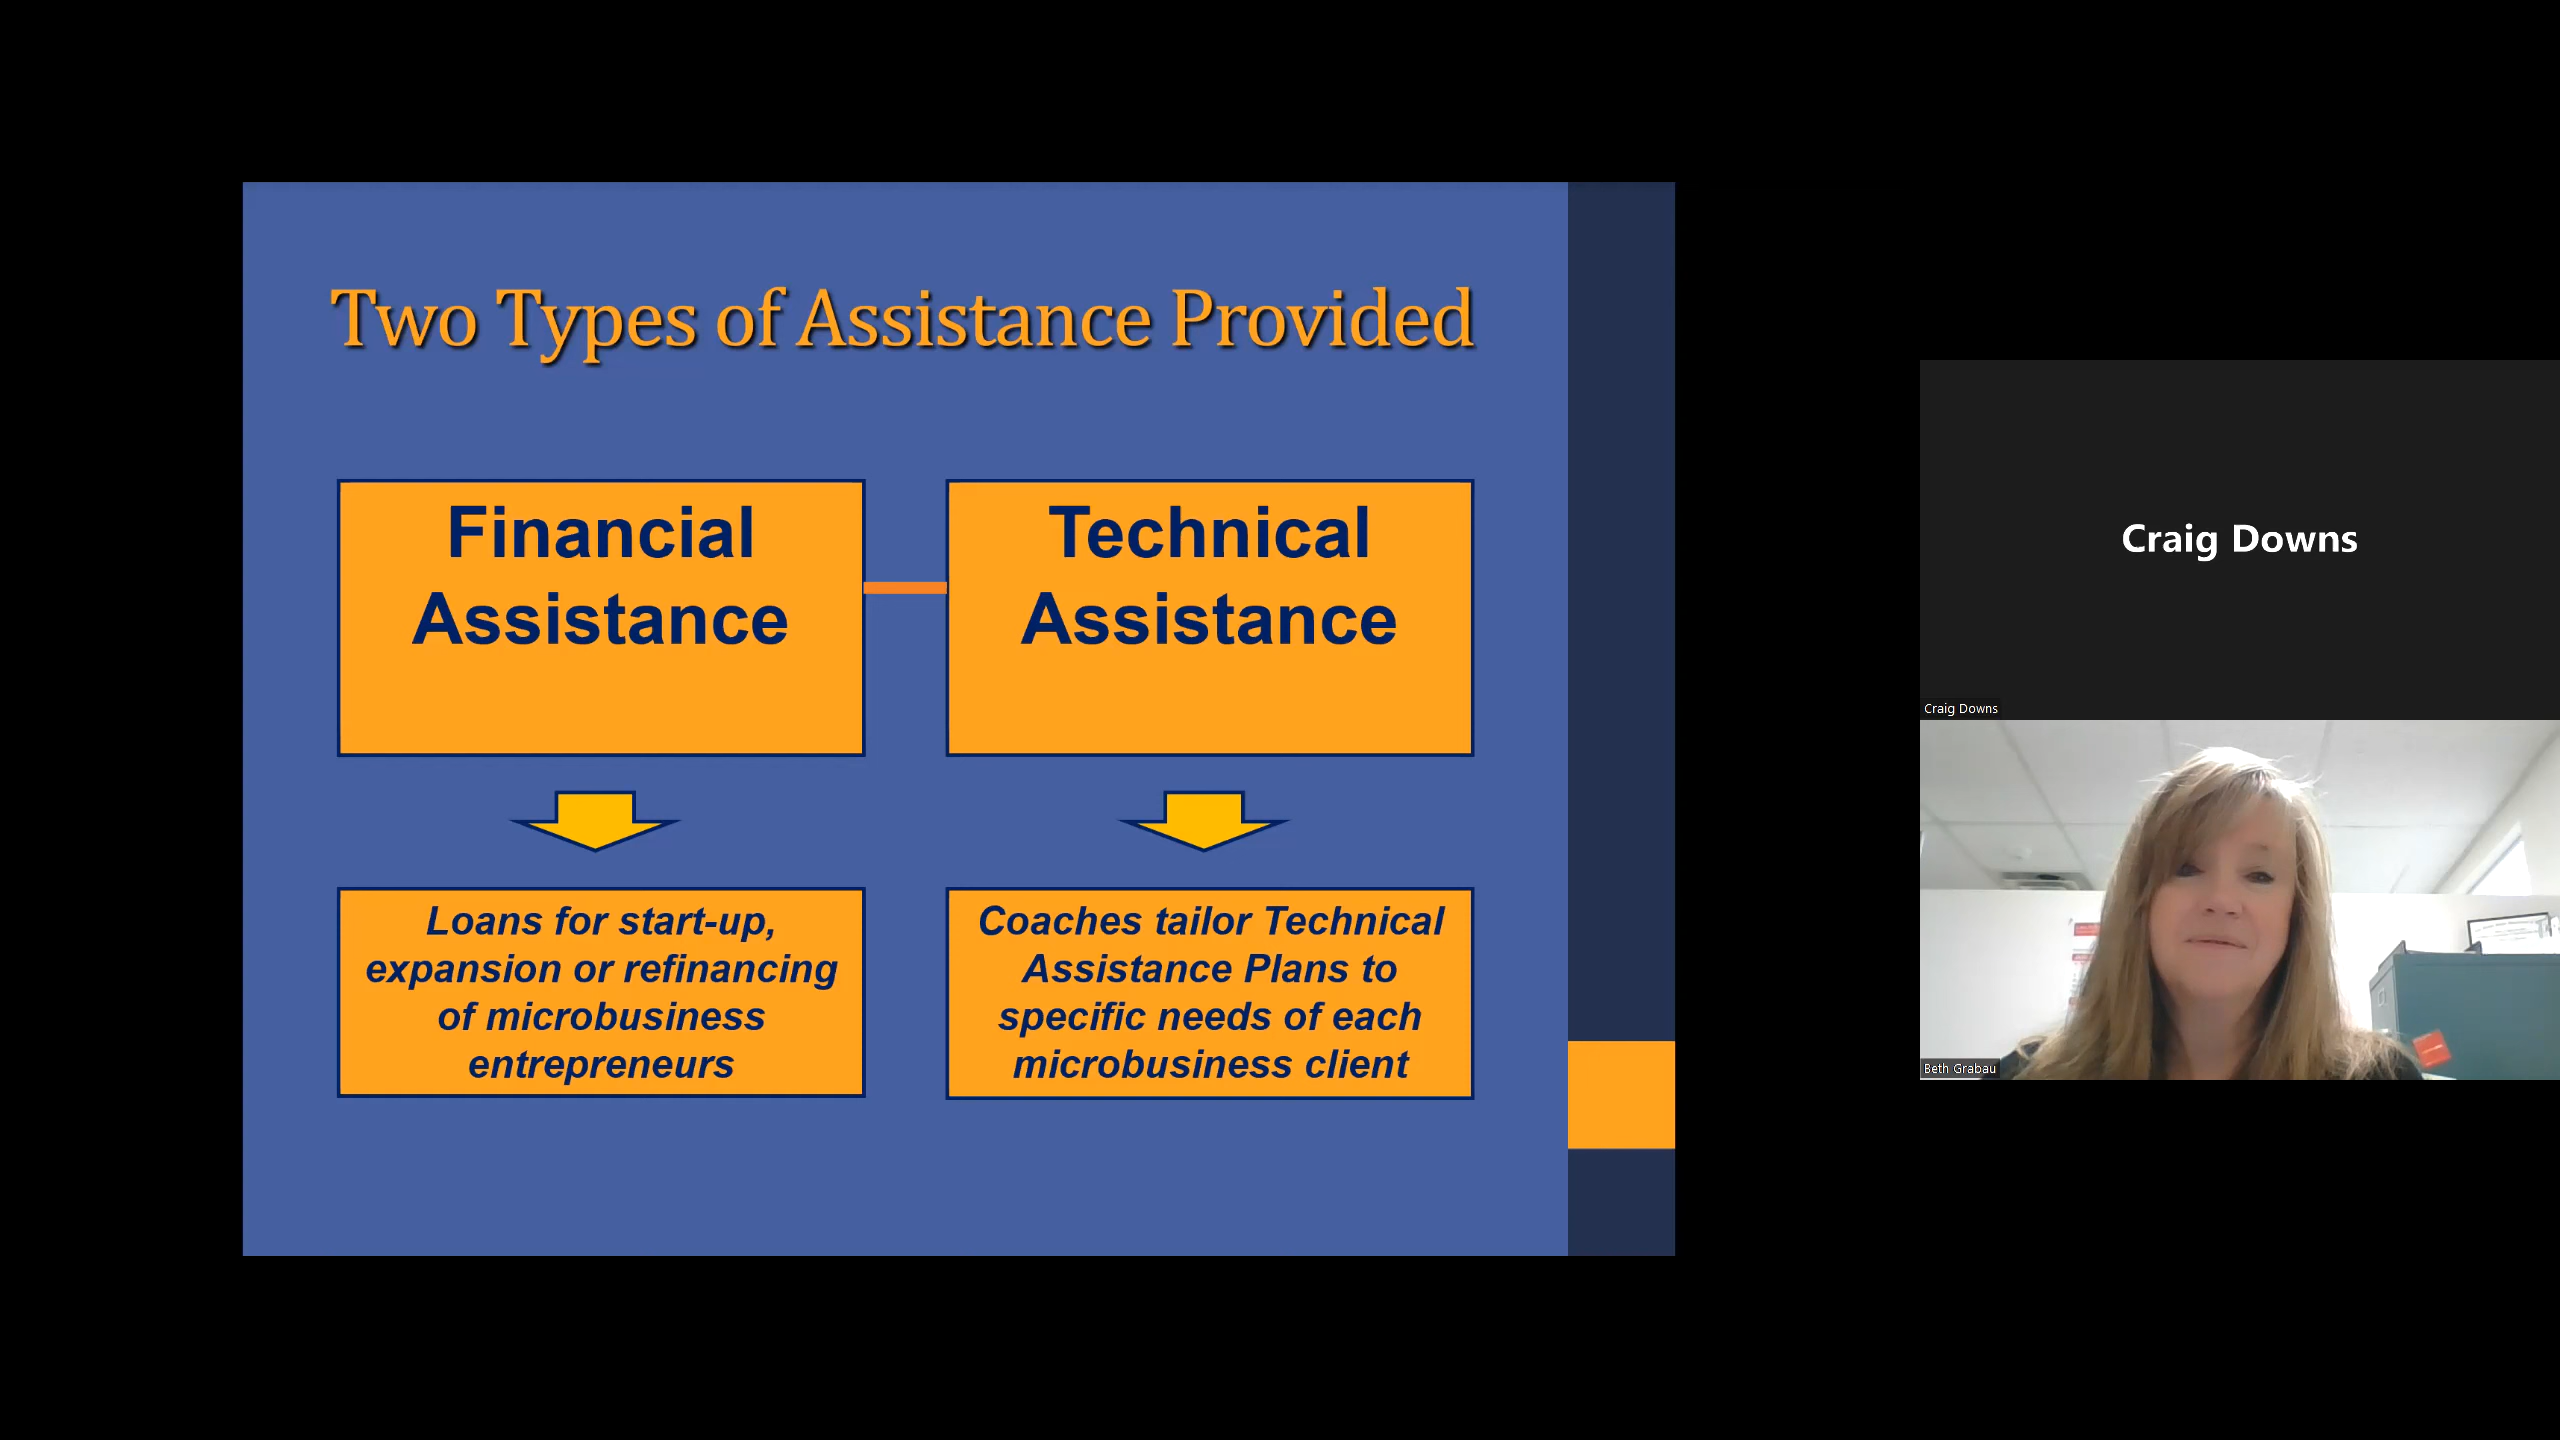 Two Types of Assistance Provided
Financial
Assistance
Technical
Assistance
Loans for start-up,
expansion or refinancing
of microbusiness
entrepreneurs
Coaches tailor Technical
Assistance Plans to
specific needs of each
microbusiness client
Craig Downs
Craig Downs
Beth Grabau